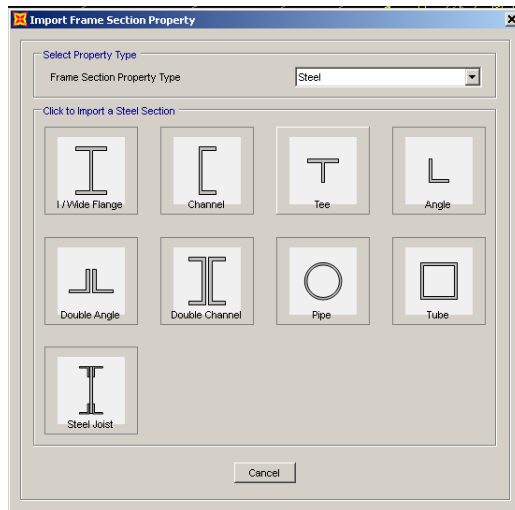 Import Frame Section Property
Select Property Type
Frame Section Property Type
Steel
Click to Import a Steel Section
I / Wide Flange
Channel
Tee
Angle
Double Angle
Double Channel
Pipe
Tube
Steel Joist
Cancel